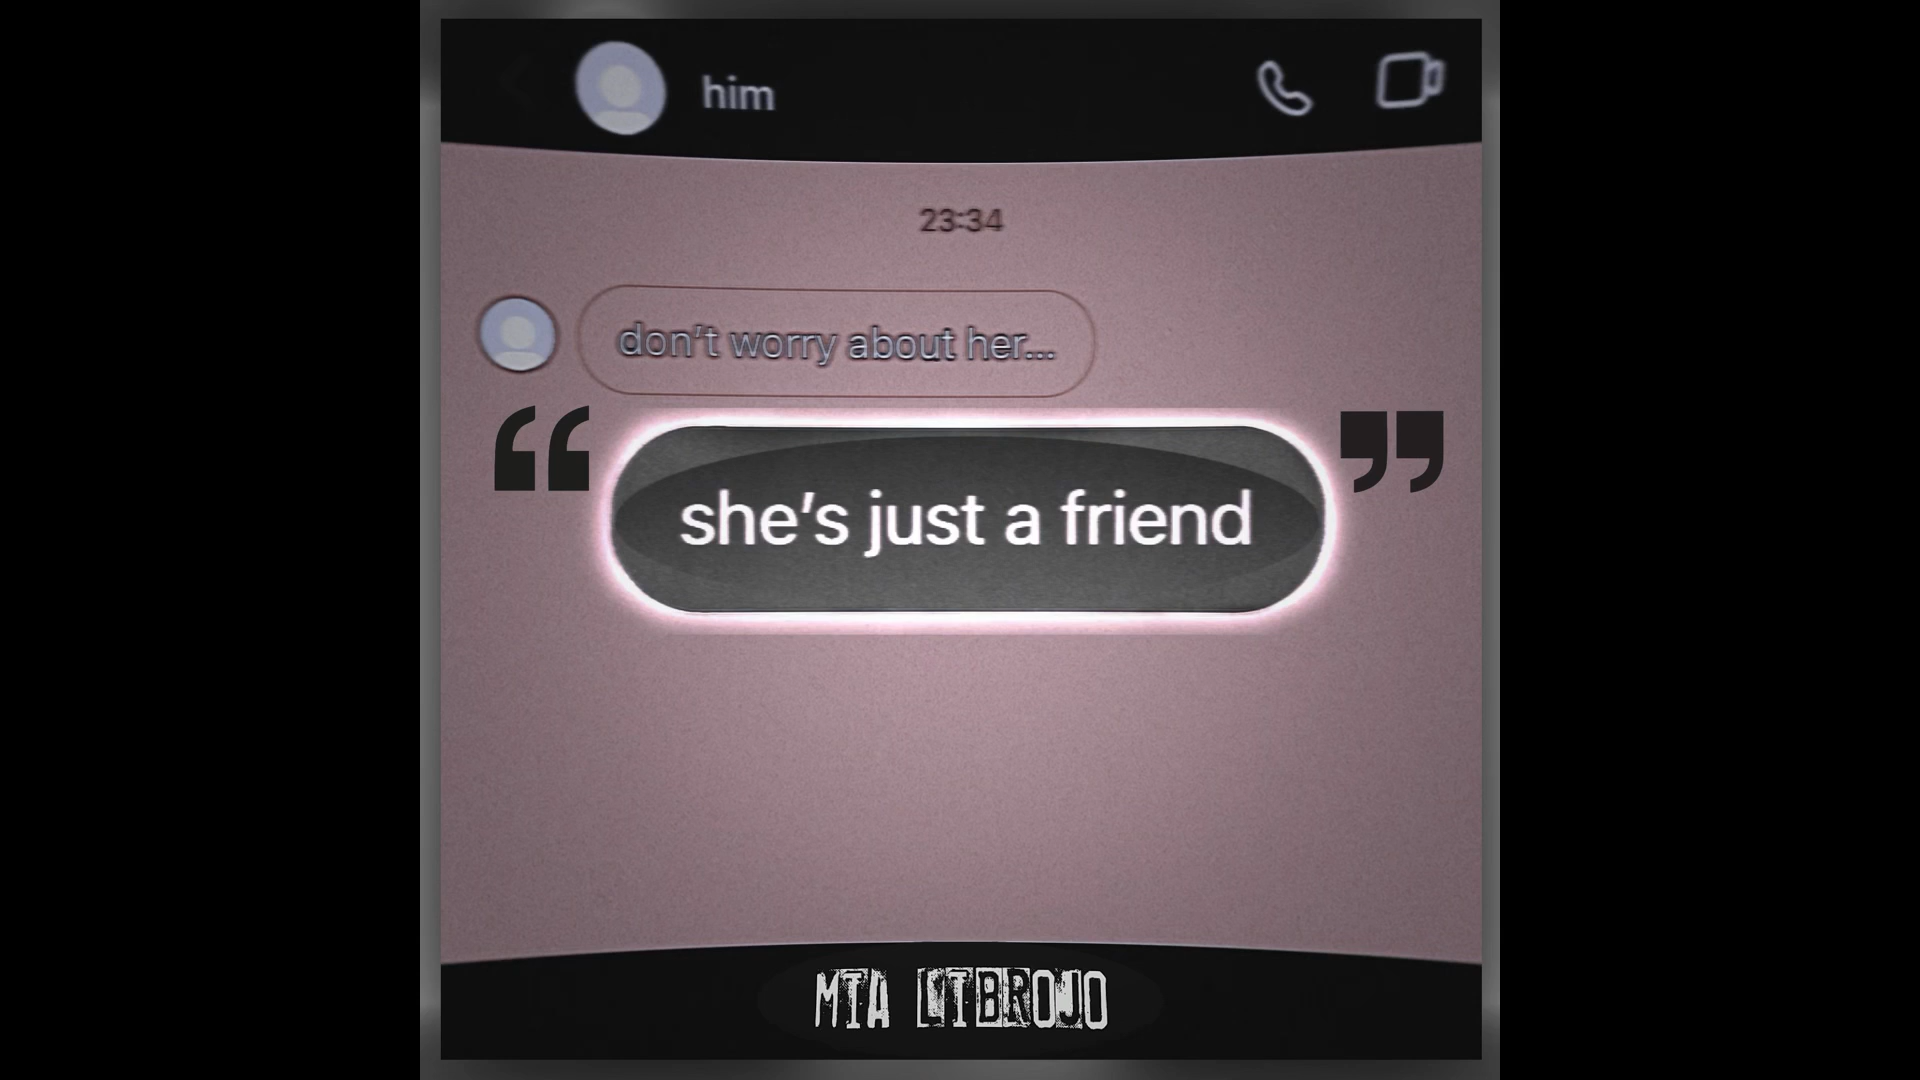 him
23:34
don't worry about her...
“ she's just a friend ”
MIA LIBROJO